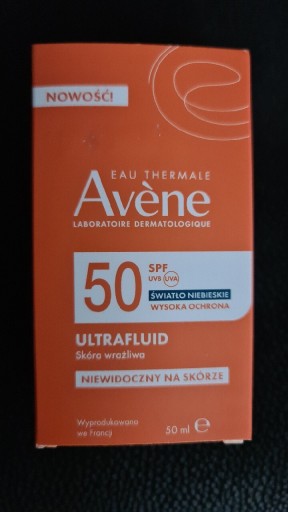 NOWOŚĆ!
EAU THERMALE
Avène
LABORATOIRE DERMATOLOGIQUE
50 SPF
UVB UVA
ŚWIATŁO NIEBIESKIE
WYSOKA OCHRONA
ULTRAFLUID
Skóra wrażliwa
NIEWIDOCZNY NA SKÓRZE
Wyprodukowano
we Francji
50 ml e